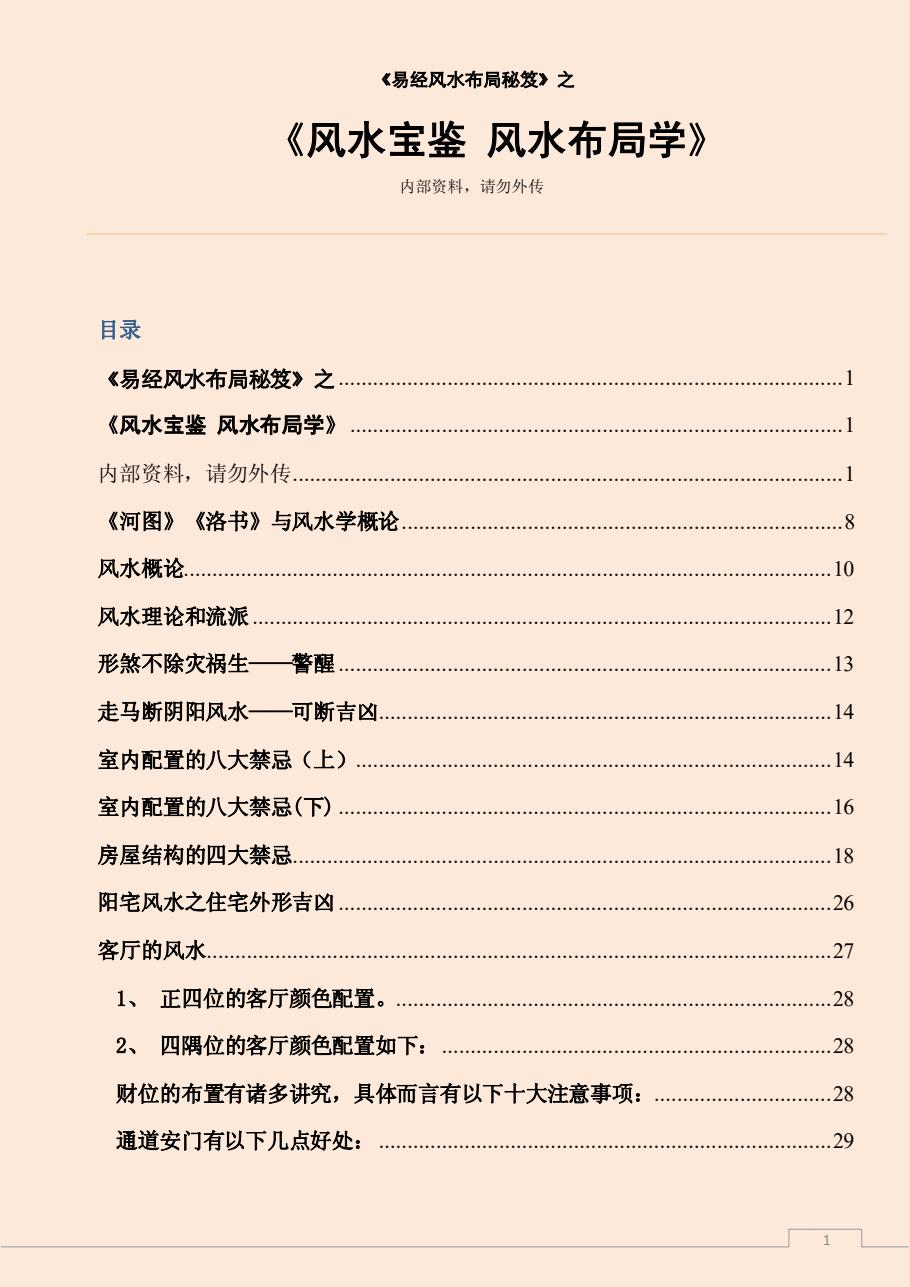 《易经风水布局秘笈》之
《风水宝鉴 风水布局学》
内部资料，请勿外传
目录
《易经风水布局秘笈》之........................................1
《风水宝鉴 风水布局学》........................................1
内部资料，请勿外传........................................1
《河图》《洛书》与风水学概论........................................8
风水概论........................................10
风水理论和流派........................................12
形煞不除灾祸生——警醒........................................13
走马断阴阳风水——可断吉凶........................................14
室内配置的八大禁忌（上）........................................14
室内配置的八大禁忌(下)........................................16
房屋结构的四大禁忌........................................18
阳宅风水之住宅外形吉凶........................................26
客厅的风水........................................27
1、 正四位的客厅颜色配置。........................................28
2、 四隅位的客厅颜色配置如下：........................................28
财位的布置有诸多讲究，具体而言有以下十大注意事项：........................................28
通道安门有以下几点好处：........................................29
1